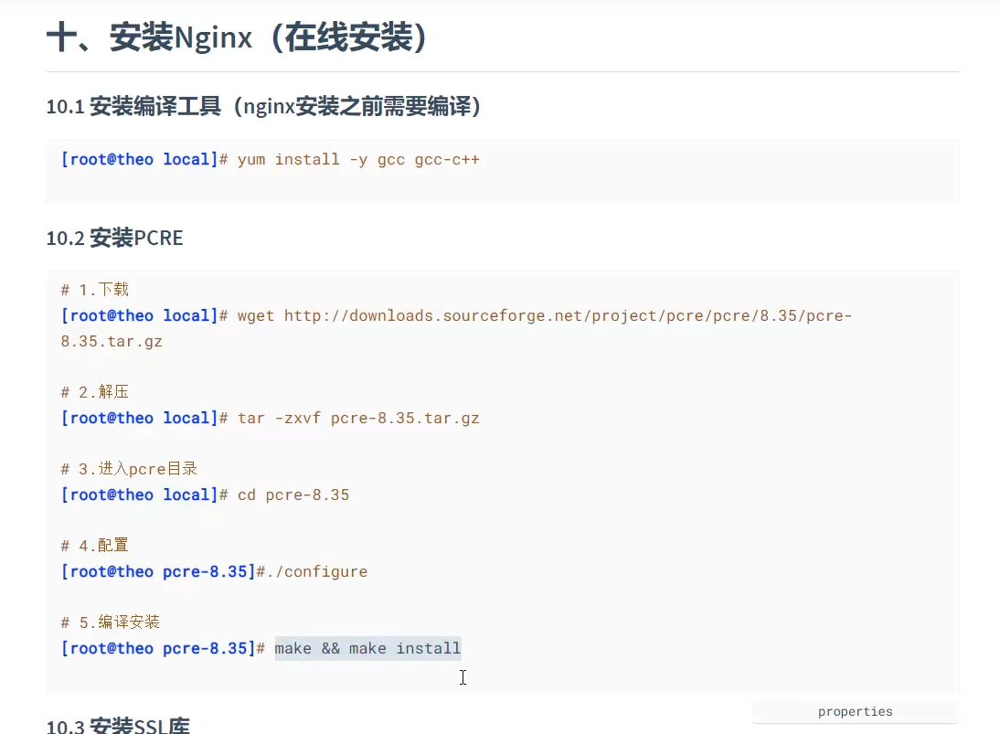 十、安装Nginx（在线安装）
10.1 安装编译工具（nginx安装之前需要编译）
[root@theo local]# yum install -y gcc gcc-c++
10.2 安装PCRE
# 1.下载
[root@theo local]# wget http://downloads.sourceforge.net/project/pcre/pcre/8.35/pcre-
8.35.tar.gz
# 2.解压
[root@theo local]# tar -zxvf pcre-8.35.tar.gz
# 3.进入pcre目录
[root@theo local]# cd pcre-8.35
# 4.配置
[root@theo pcre-8.35]#./configure
# 5.编译安装
[root@theo pcre-8.35]# make && make install
properties
10.3 安装SSL库